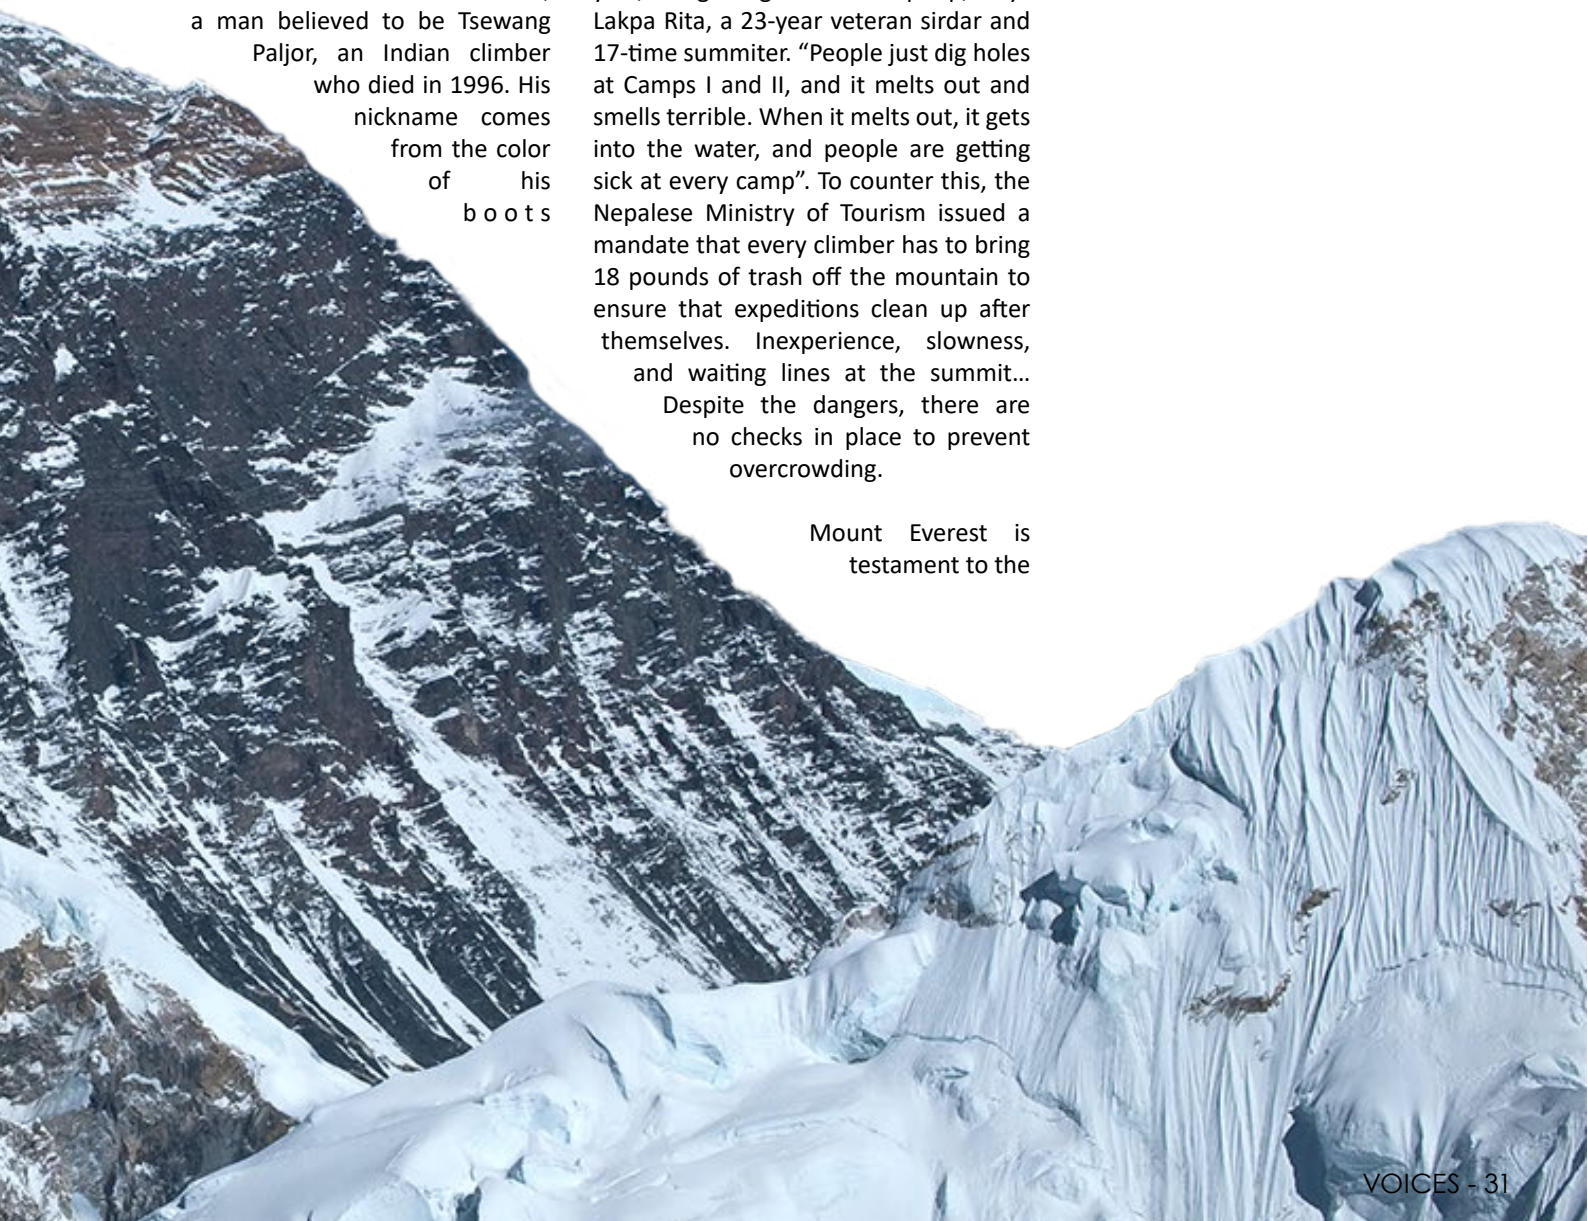 a man believed to be Tsewang
Paljor, an Indian climber
who died in 1996. His
nickname comes
from the color
of his
boots
Lakpa Rita, a 23-year veteran sirdar and
17-time summiter. “People just dig holes
at Camps I and II, and it melts out and
smells terrible. When it melts out, it gets
into the water, and people are getting
sick at every camp”. To counter this, the
Nepalese Ministry of Tourism issued a
mandate that every climber has to bring
18 pounds of trash off the mountain to
ensure that expeditions clean up after
themselves. Inexperience, slowness,
and waiting lines at the summit...
Despite the dangers, there are
no checks in place to prevent
overcrowding.
Mount Everest is
testament to the
VOICES - 31